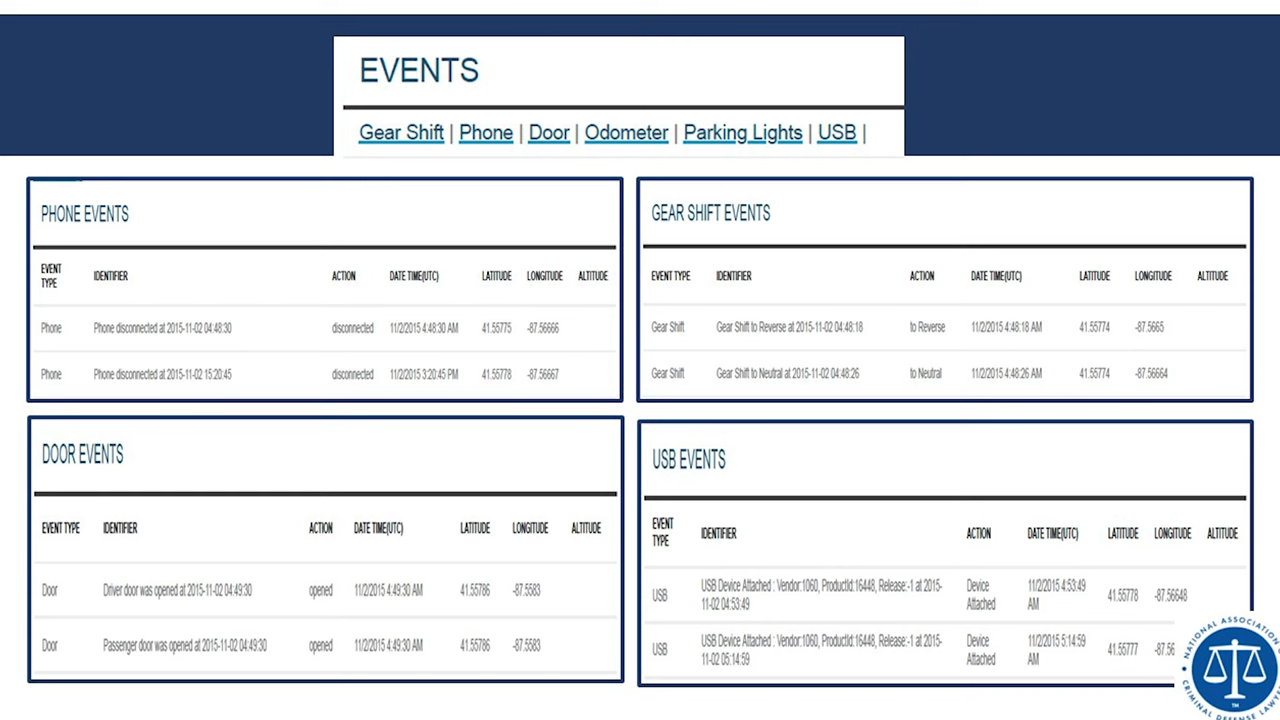 EVENTS
Gear Shift | Phone | Door | Odometer | Parking Lights | USB |
PHONE EVENTS
EVENT TYPE IDENTIFIER ACTION DATE TIME(UTC) LATITUDE LONGITUDE ALTITUDE
Phone Phone disconnected at 2015-11-02 04:48:30 disconnected 11/2/2015 4:48:30 AM 41.55775 -87.56666
Phone Phone disconnected at 2015-11-02 15:20:45 disconnected 11/2/2015 3:20:45 PM 41.55778 -87.56667
GEAR SHIFT EVENTS
EVENT TYPE IDENTIFIER ACTION DATE TIME(UTC) LATITUDE LONGITUDE ALTITUDE
Gear Shift Gear Shift to Reverse at 2015-11-02 04:48:18 to Reverse 11/2/2015 4:48:18 AM 41.55774 -87.5665
Gear Shift Gear Shift to Neutral at 2015-11-02 04:48:26 to Neutral 11/2/2015 4:48:26 AM 41.55774 -87.56664
DOOR EVENTS
EVENT TYPE IDENTIFIER ACTION DATE TIME(UTC) LATITUDE LONGITUDE ALTITUDE
Door Driver door was opened at 2015-11-02 04:49:30 opened 11/2/2015 4:49:30 AM 41.55786 -87.5583
Door Passenger door was opened at 2015-11-02 04:49:30 opened 11/2/2015 4:49:30 AM 41.55786 -87.5583
USB EVENTS
EVENT TYPE IDENTIFIER ACTION DATE TIME(UTC) LATITUDE LONGITUDE ALTITUDE
USB USB Device Attached : Vendor:1060, ProductId:16448, Release:-1 at 2015-11-02 04:53:49 Device Attached 11/2/2015 4:53:49 AM 41.55778 -87.56648
USB USB Device Attached : Vendor:1060, ProductId:16448, Release:-1 at 2015-11-02 05:14:59 Device Attached 11/2/2015 5:14:59 AM 41.55777 -87.56
NATIONAL ASSOCIATION
CRIMINAL DEFENSE LAWYE
TM